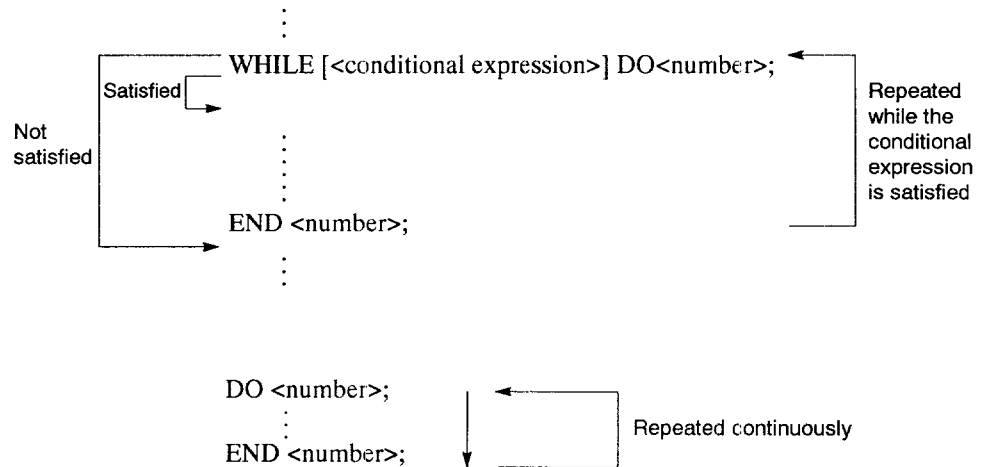 WHILE [<conditional expression>] DO<number>;
Satisfied
Not
satisfied
Repeated
while the
conditional
expression
is satisfied
END <number>;
DO <number>;
Repeated continuously
END <number>;